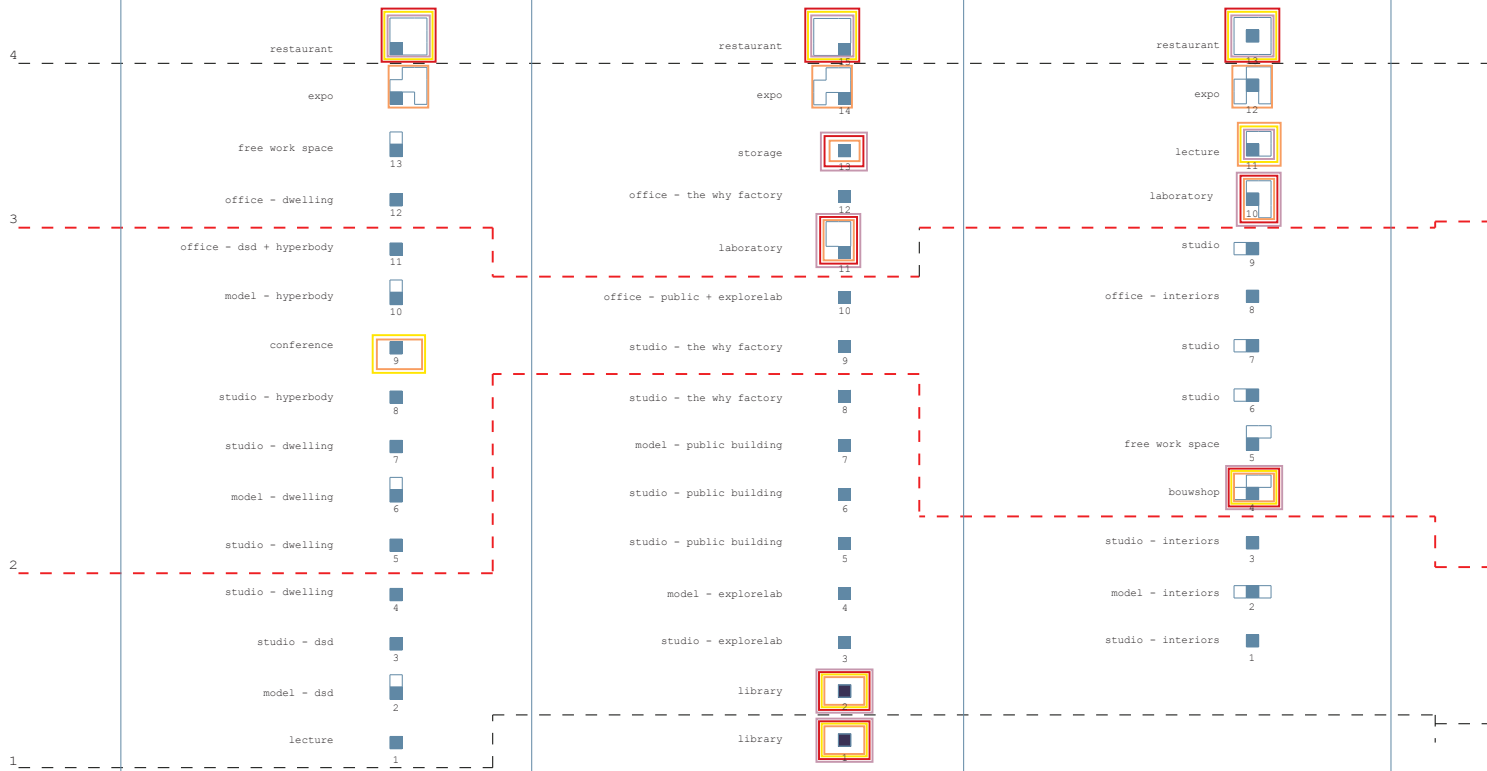 4
restaurant
expo
free work space
13
office - dwelling
12
3
office - dsd + hyperbody
11
model - hyperbody
10
conference
9
studio - hyperbody
8
studio - dwelling
7
model - dwelling
6
studio - dwelling
5
2
studio - dwelling
4
studio - dsd
3
model - dsd
2
lecture
1
1
restaurant
15
expo
14
storage
13
office - the why factory
12
laboratory
11
office - public + explorelab
10
studio - the why factory
9
studio - the why factory
8
model - public building
7
studio - public building
6
studio - public building
5
model - explorelab
4
studio - explorelab
3
library
2
library
1
restaurant
13
expo
12
lecture
11
laboratory
10
studio
9
office - interiors
8
studio
7
studio
6
free work space
5
bouwshop
4
studio - interiors
3
model - interiors
2
studio - interiors
1